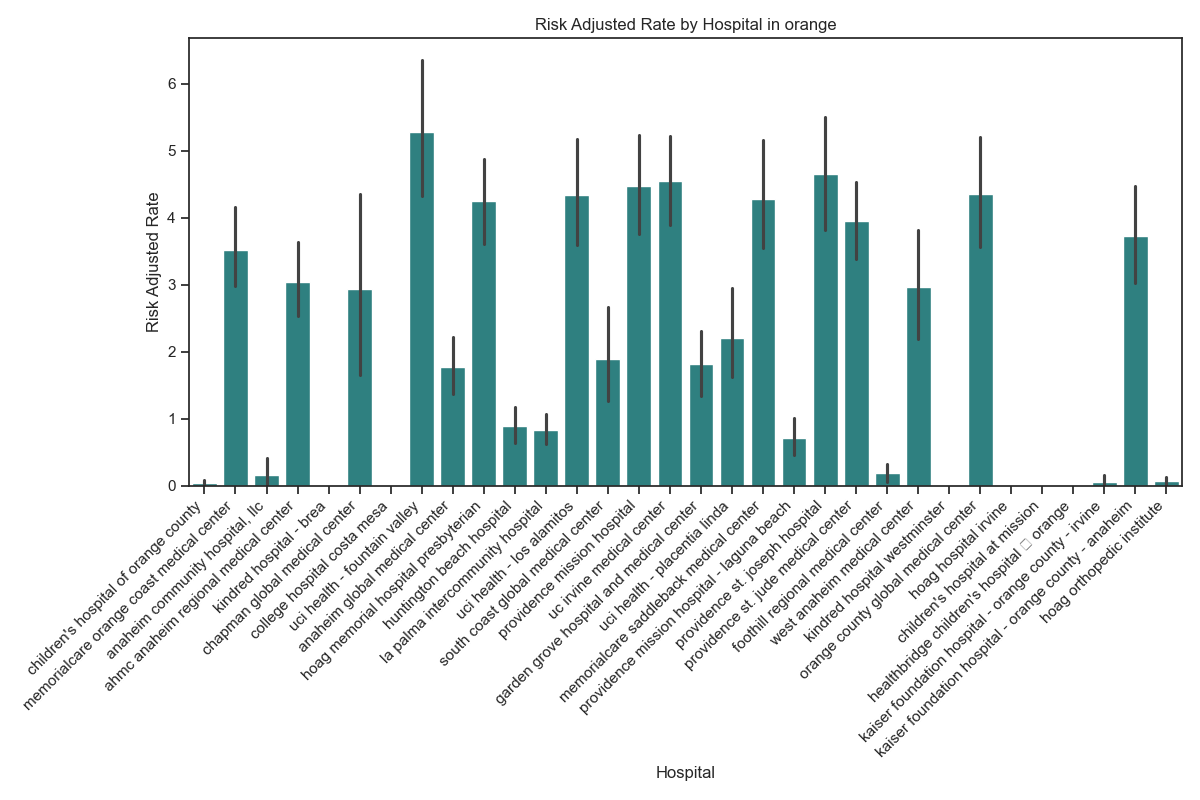 Risk Adjusted Rate by Hospital in orange
Risk Adjusted Rate
6
5
4
3
2
1
0
children's hospital of orange county
memorialcare orange coast medical center
anaheim community hospital, llc
ahmc anaheim regional medical center
kindred hospital - brea
chapman global medical center
college hospital costa mesa
uci health - fountain valley
anaheim global medical center
hoag memorial hospital presbyterian
huntington beach hospital
la palma intercommunity hospital
uci health - los alamitos
south coast global medical center
providence mission hospital
uc irvine medical center
garden grove hospital and medical center
uci health - placentia linda
memorialcare saddleback medical center
providence mission hospital - laguna beach
providence st. joseph hospital
providence st. jude medical center
foothill regional medical center
west anaheim medical center
kindred hospital westminster
orange county global medical center
hoag hospital irvine
children's hospital at mission
healthbridge children's hospital □ orange
kaiser foundation hospital - orange county - irvine
kaiser foundation hospital - orange county - anaheim
hoag orthopedic institute
Hospital